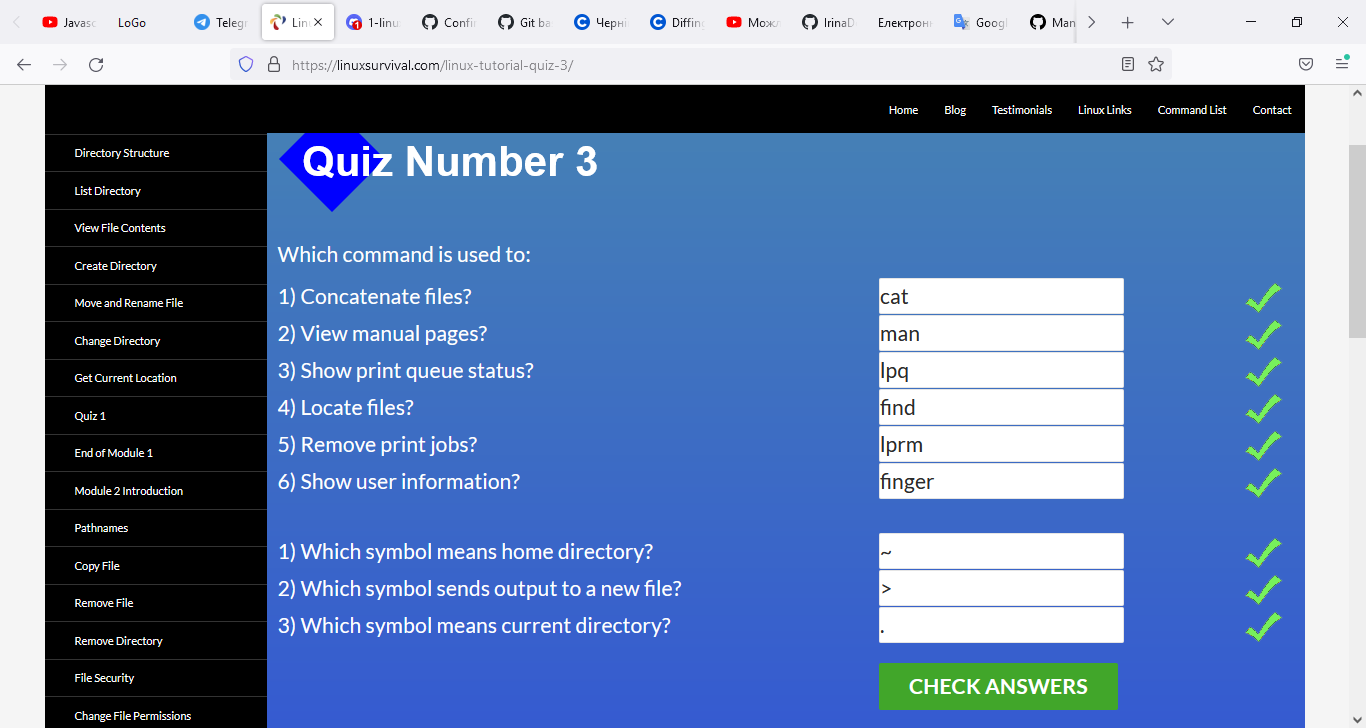 Javasc
LoGo
Telegr
Lin
1-linu
Confi
Git ba
Черні
Diffing
Можл
IrinaD
Електрон
Googl
Man
https://linuxsurvival.com/linux-tutorial-quiz-3/
Home Blog Testimonials Linux Links Command List Contact
Directory Structure
List Directory
View File Contents
Create Directory
Move and Rename File
Change Directory
Get Current Location
Quiz 1
End of Module 1
Module 2 Introduction
Pathnames
Copy File
Remove File
Remove Directory
File Security
Change File Permissions
Quiz Number 3
Which command is used to:
1) Concatenate files? cat
2) View manual pages? man
3) Show print queue status? lpq
4) Locate files? find
5) Remove print jobs? lprm
6) Show user information? finger
1) Which symbol means home directory? ~
2) Which symbol sends output to a new file? >
3) Which symbol means current directory? .
CHECK ANSWERS